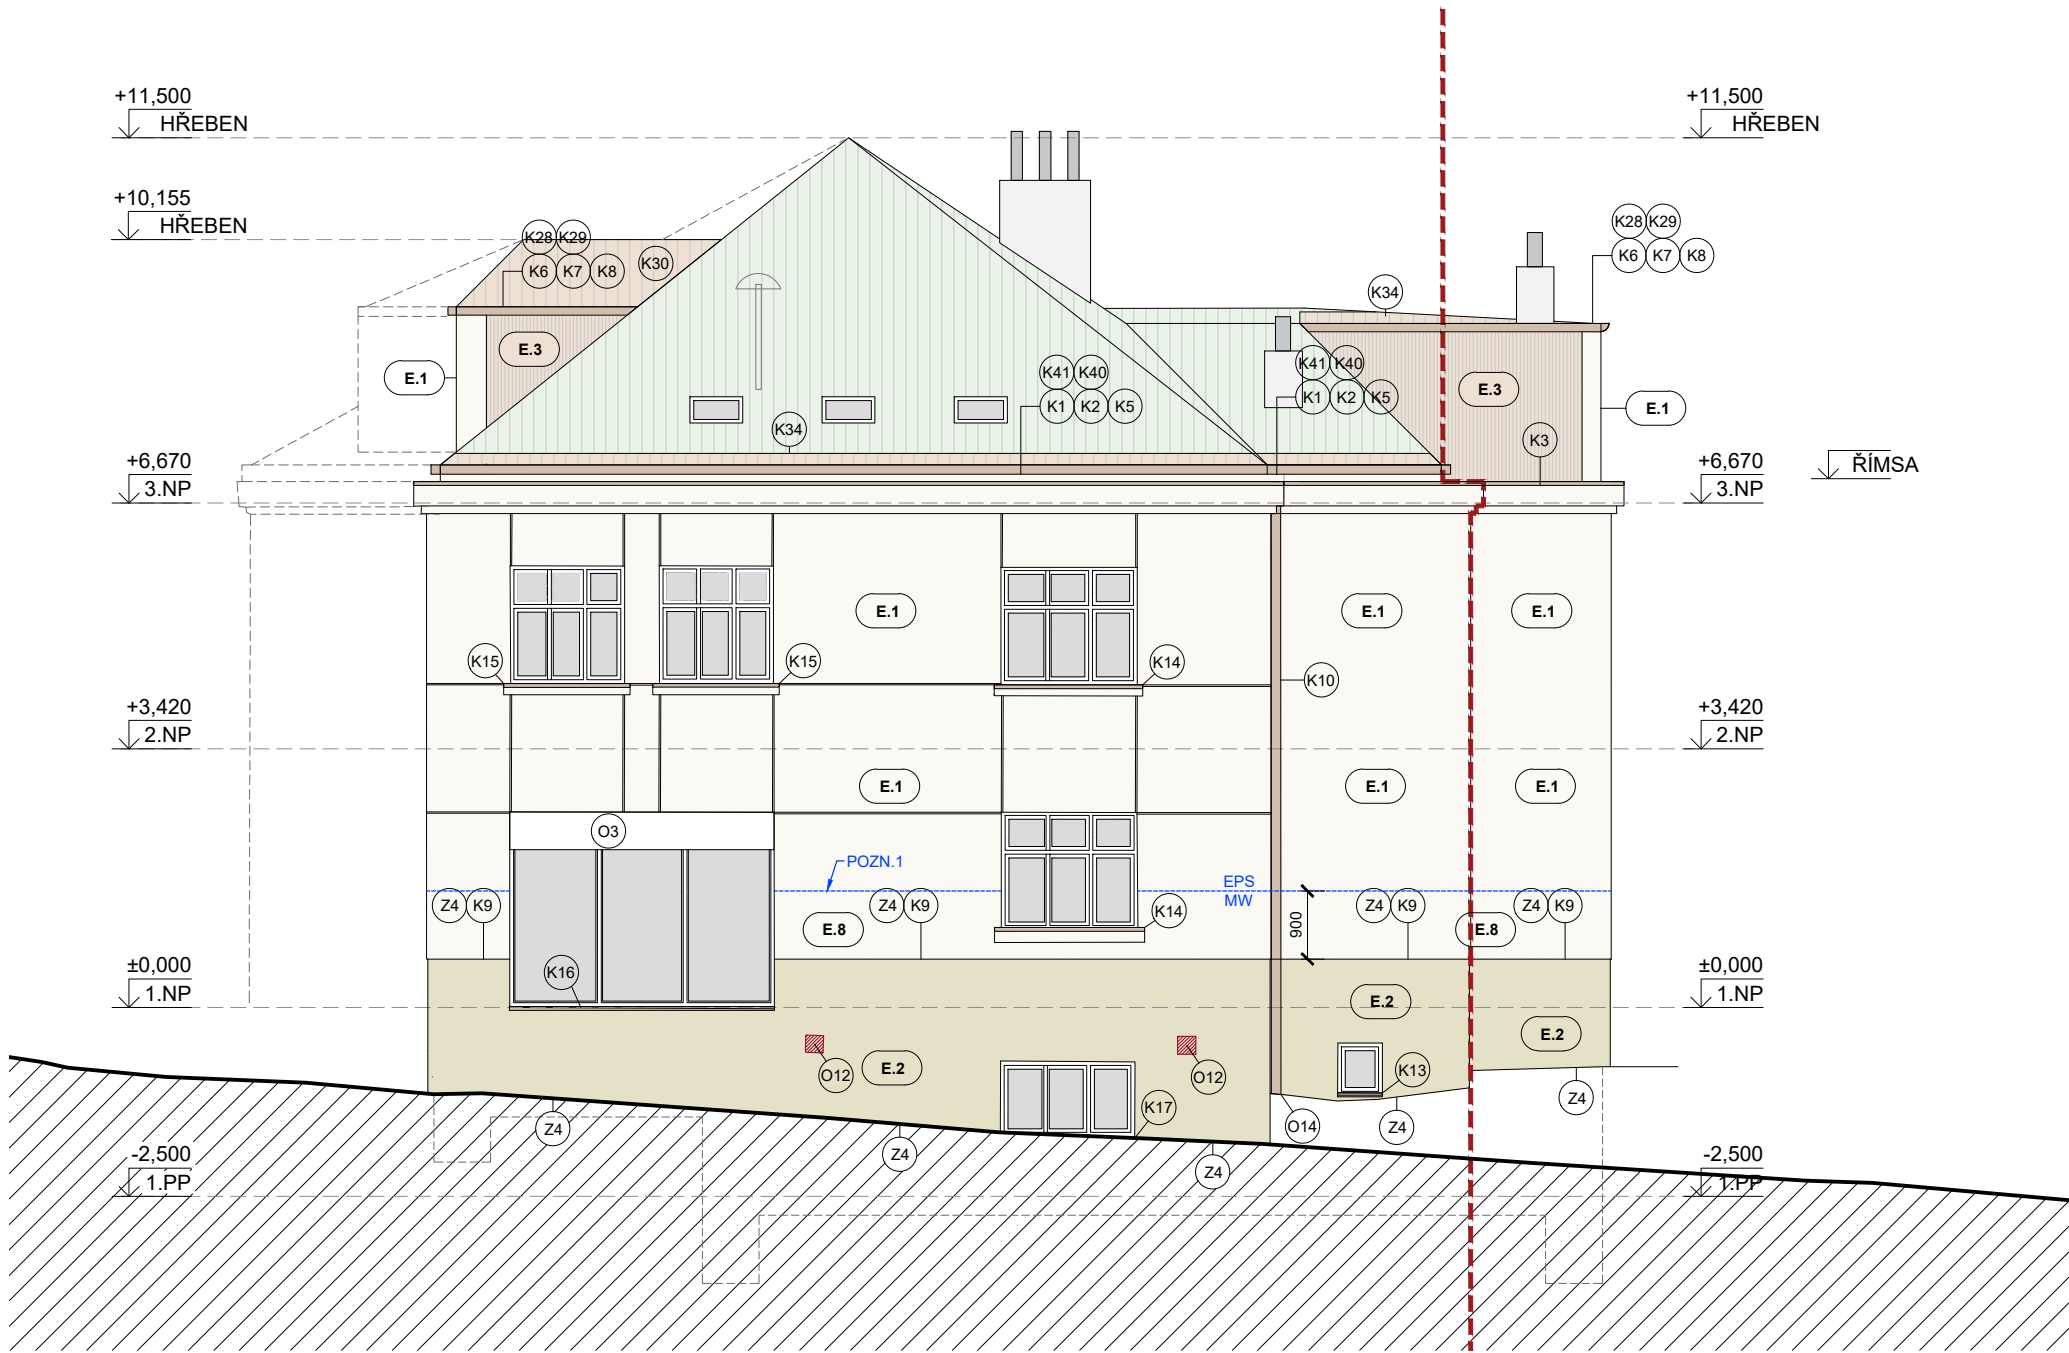 +11,500
HŘEBEN
+11,500
HŘEBEN
+10,155
HŘEBEN
K28 K29
K6 K7 K8
K30
K28 K29
K6 K7 K8
K34
E.3
E.1
K41 K40
K1 K2 K5
K41 K40
K1 K2 K5
E.3
E.1
K34
K3
+6,670
3.NP
+6,670
3.NP
ŘÍMSA
E.1
E.1
E.1
K15
K15
K14
K10
+3,420
2.NP
+3,420
2.NP
E.1
E.1
E.1
O3
POZN.1
EPS
MW
Z4 K9
Z4 K9
K14
900
Z4 K9
Z4 K9
E.8
E.8
±0,000
1.NP
K16
±0,000
1.NP
E.2
E.2
O12
E.2
O12
K13
K17
Z4
Z4
Z4
O14
Z4
Z4
-2,500
1.PP
-2,500
1.PP